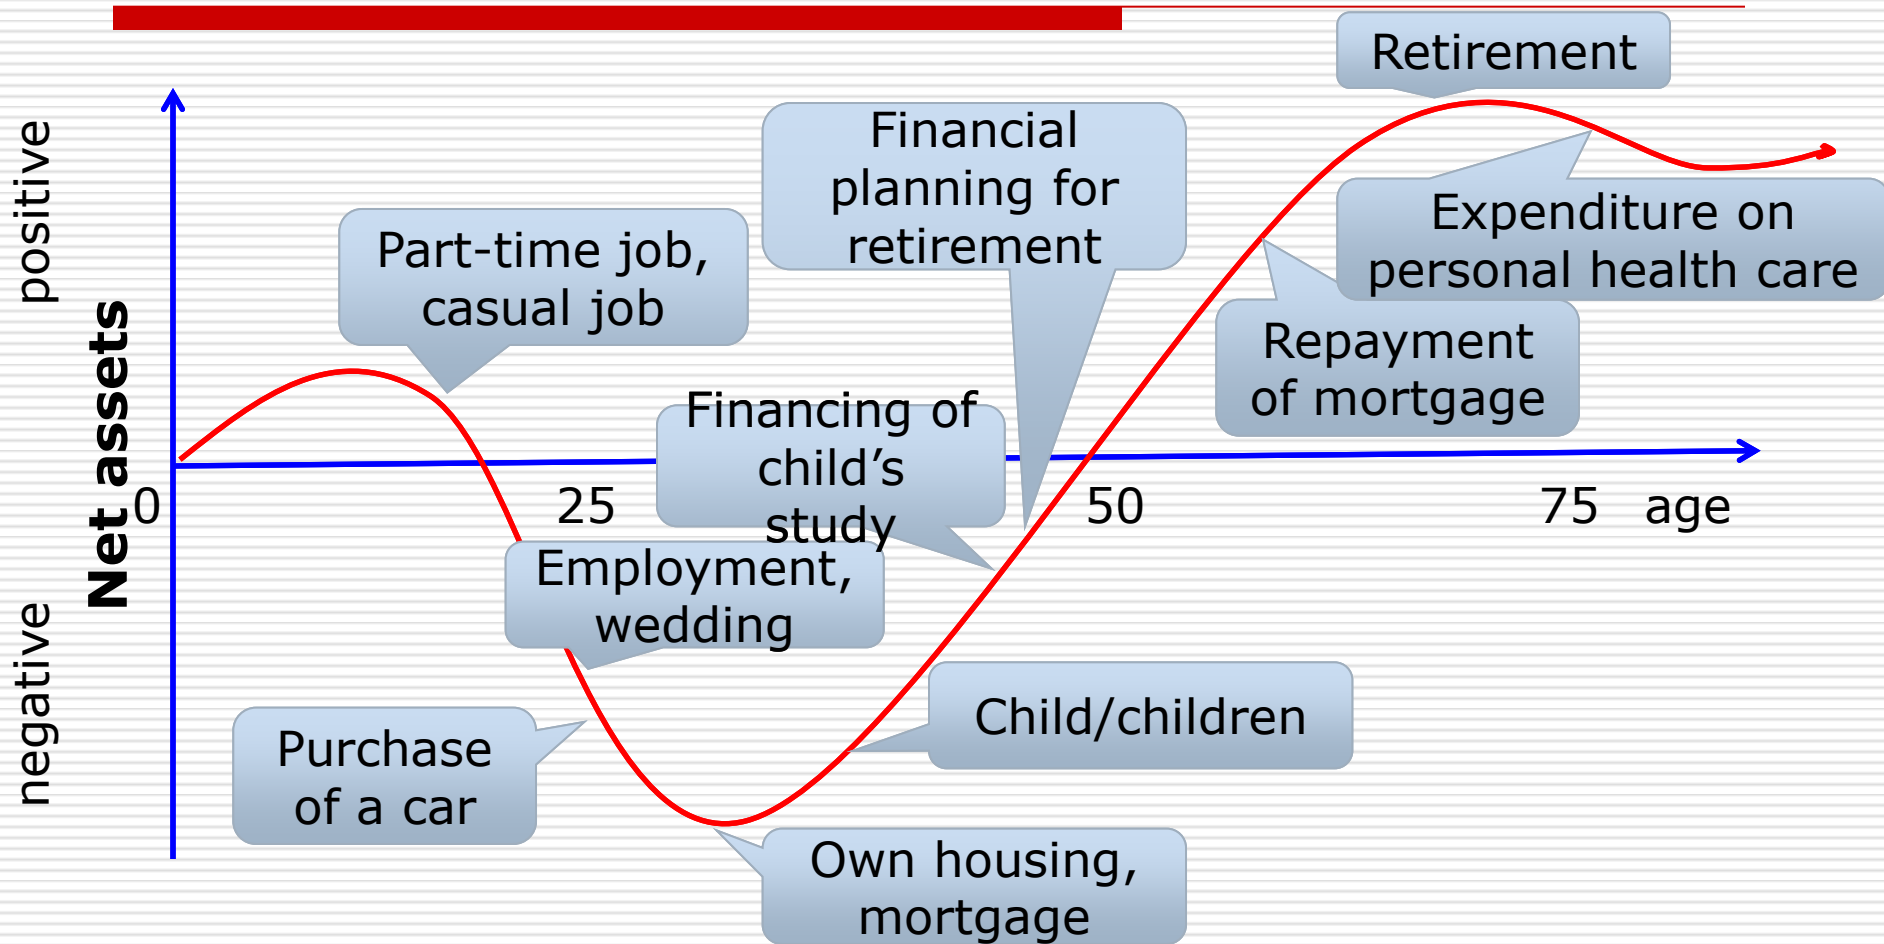 Retirement
Financial
planning for
retirement
Part-time job,
casual job
Expenditure on
personal health care
Repayment
of mortgage
Financing of
child’s
study
positive
Net assets
negative
0
25
50
75
age
Employment,
wedding
Child/children
Purchase
of a car
Own housing,
mortgage